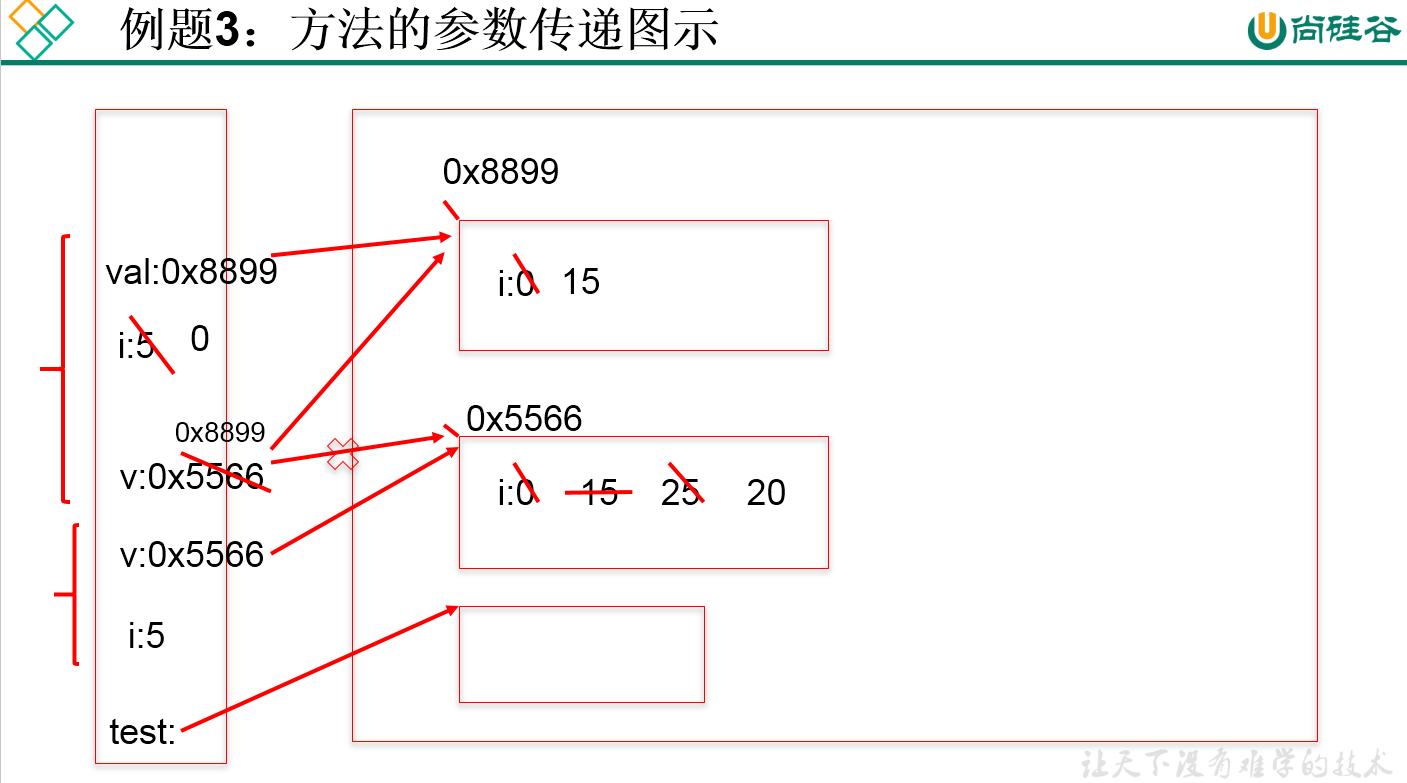 例题3：方法的参数传递图示
尚硅谷
0x8899
val:0x8899
i:0 15
i:5 0
0x8899
0x5566
v:0x5566
i:0 15 25 20
v:0x5566
i:5
test:
让天下没有难学的技术